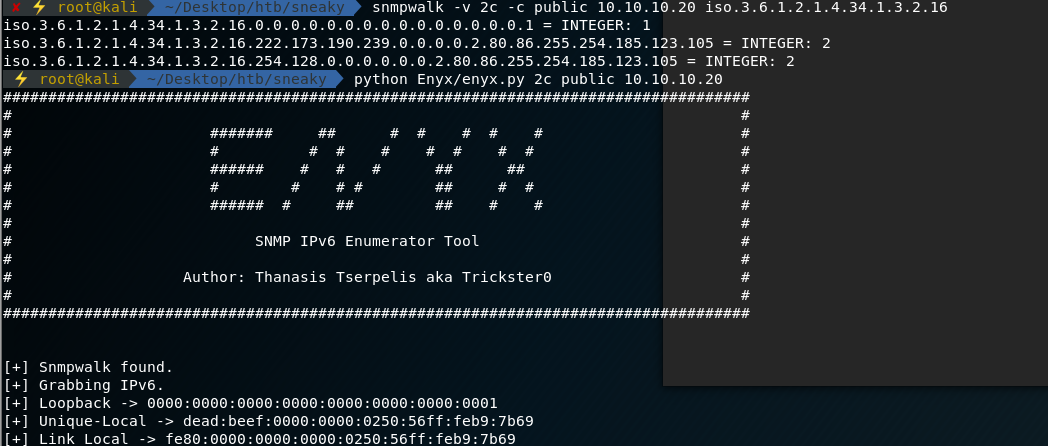 ✘ ⚡ root@kali ~/Desktop/htb/sneaky snmpwalk -v 2c -c public 10.10.10.20 iso.3.6.1.2.1.4.34.1.3.2.16
iso.3.6.1.2.1.4.34.1.3.2.16.0.0.0.0.0.0.0.0.0.0.0.0.0.0.0.1 = INTEGER: 1
iso.3.6.1.2.1.4.34.1.3.2.16.222.173.190.239.0.0.0.0.2.80.86.255.254.185.123.105 = INTEGER: 2
iso.3.6.1.2.1.4.34.1.3.2.16.254.128.0.0.0.0.0.0.2.80.86.255.254.185.123.105 = INTEGER: 2
⚡ root@kali ~/Desktop/htb/sneaky python Enyx/enyx.py 2c public 10.10.10.20
###################################################################################
#                                                                                 #
#                      #######     ##      #  #    #  #    #                      #
#                      #          #  #    #    #  #    #  #                       #
#                      ######    #   #   #      ##      ##                        #
#                      #        #    # #        ##     #  #                       #
#                      ######  #     ##         ##    #    #                      #
#                                                                                 #
#                           SNMP IPv6 Enumerator Tool                             #
#                                                                                 #
#                   Author: Thanasis Tserpelis aka Trickster0                     #
#                                                                                 #
###################################################################################
[+] Snmpwalk found.
[+] Grabbing IPv6.
[+] Loopback -> 0000:0000:0000:0000:0000:0000:0000:0001
[+] Unique-Local -> dead:beef:0000:0000:0250:56ff:feb9:7b69
[+] Link Local -> fe80:0000:0000:0000:0250:56ff:feb9:7b69